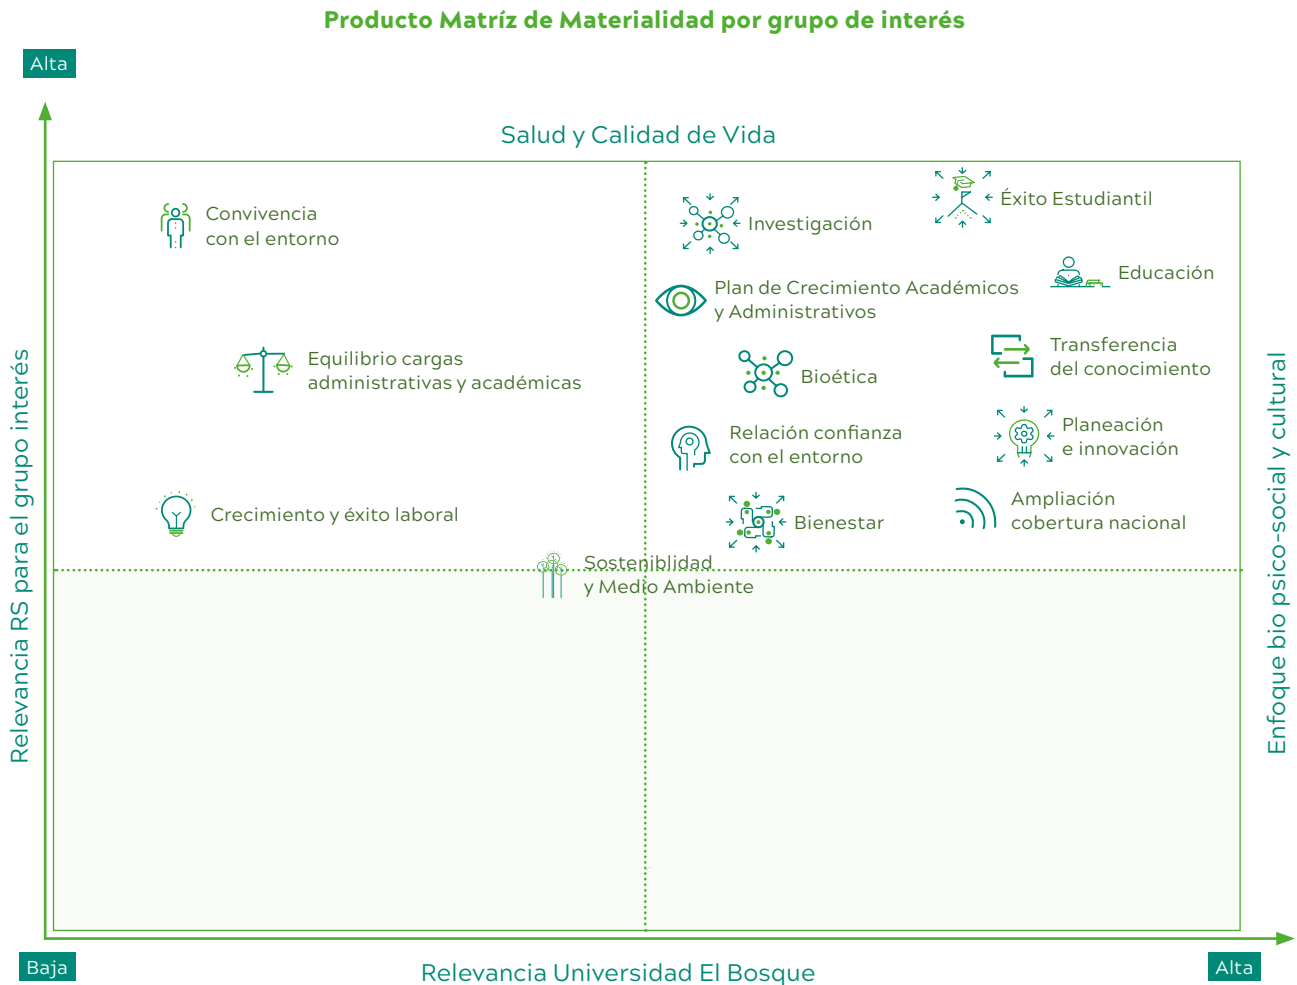 Producto Matríz de Materialidad por grupo de interés
Alta
Salud y Calidad de Vida
Convivencia
con el entorno
Investigación
Éxito Estudiantil
Educación
Plan de Crecimiento Académicos
y Administrativos
Equilibrio cargas
administrativas y académicas
Bioética
Transferencia
del conocimiento
Relación confianza
con el entorno
Planeación
e innovación
Crecimiento y éxito laboral
Bienestar
Ampliación
cobertura nacional
Sosteniblidad
y Medio Ambiente
Relevancia RS para el grupo interés
Enfoque bio psico-social y cultural
Baja
Relevancia Universidad El Bosque
Alta